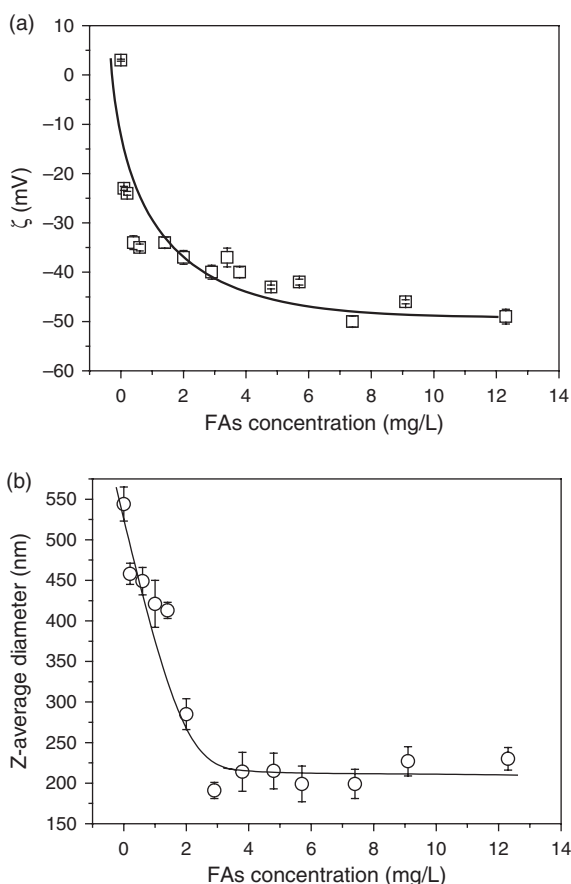 (a)
10
0
−10
−20
−30
−40
−50
−60
ζ (mV)
0 2 4 6 8 10 12 14
FAs concentration (mg/L)
(b)
550
500
450
400
350
300
250
200
150
Z-average diameter (nm)
0 2 4 6 8 10 12 14
FAs concentration (mg/L)